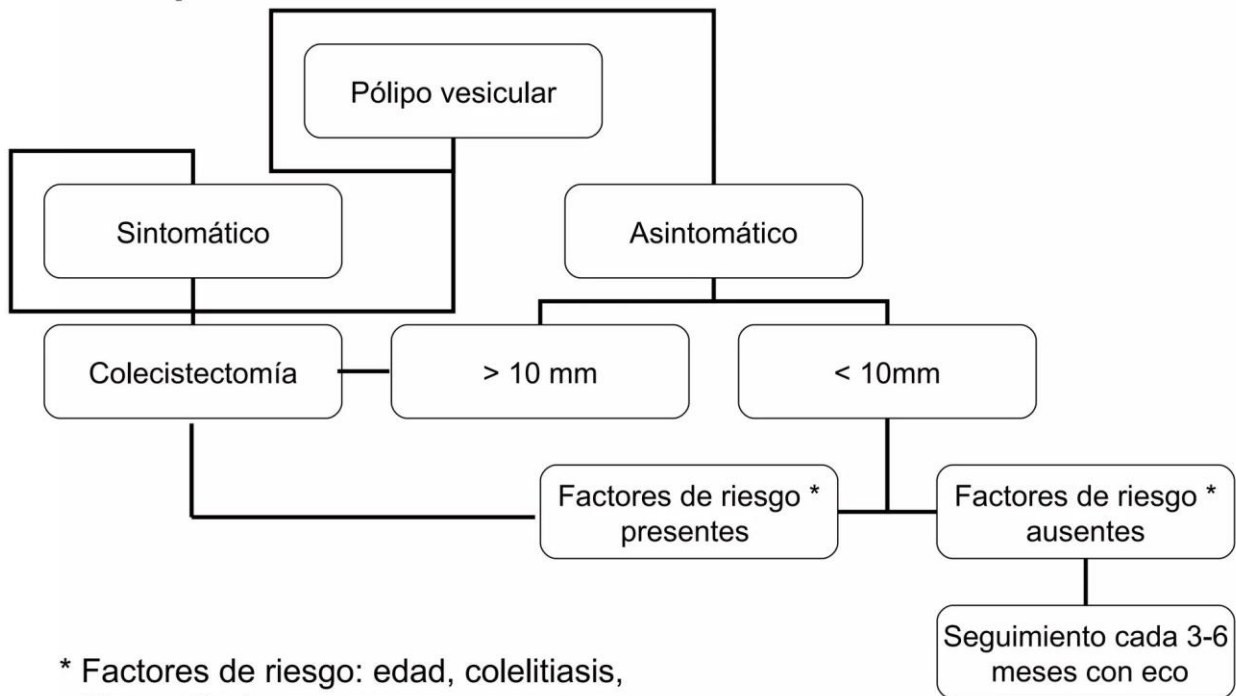 Pólipo vesicular
Sintomático
Asintomático
Colecistectomía
> 10 mm
< 10mm
Factores de riesgo *
presentes
Factores de riesgo *
ausentes
Seguimiento cada 3-6
meses con eco
* Factores de riesgo: edad, colelitiasis,